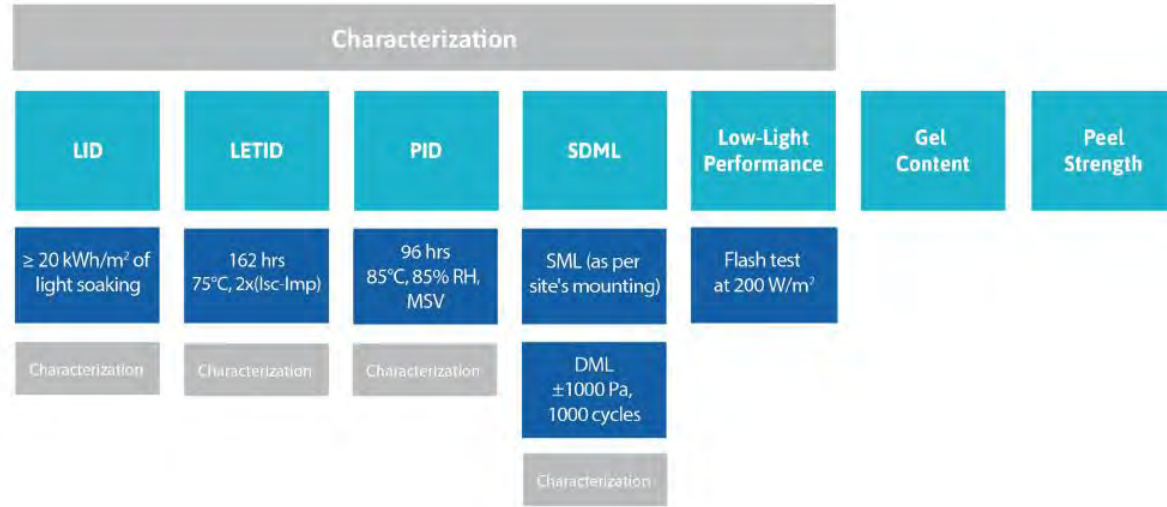 Characterization
LID
LETID
PID
SDML
Low-Light
Performance
Gel
Content
Peel
Strength
≥ 20 kWh/m² of
light soaking
162 hrs
75°C, 2x(Isc-Imp)
96 hrs
85°C, 85% RH,
MSV
SML (as per
site's mounting)
Flash test
at 200 W/m²
Characterization
Characterization
Characterization
DML
±1000 Pa,
1000 cycles
Characterization